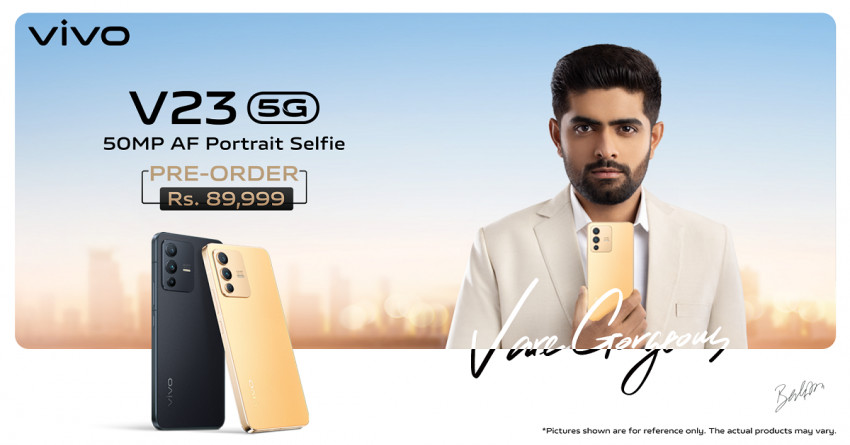 vivo
V23 5G
50MP AF Portrait Selfie
PRE-ORDER
Rs. 89,999
vivo
V are Gorgeous
*Pictures shown are for reference only. The actual products may vary.